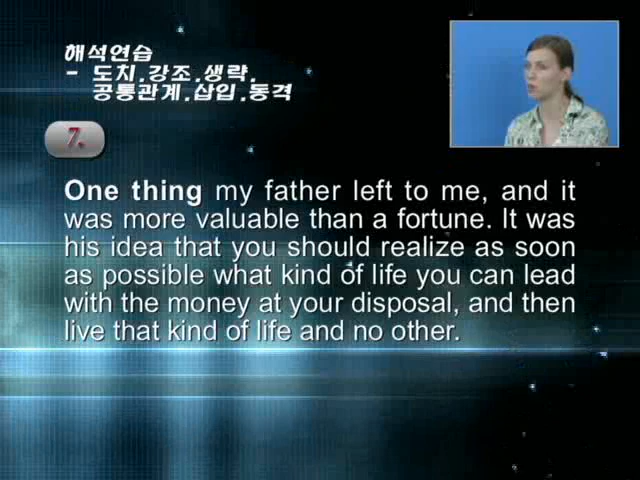 해석연습
- 도치.강조.생략.
공통관계.삽입.동격
7.
One thing my father left to me, and it
was more valuable than a fortune. It was
his idea that you should realize as soon
as possible what kind of life you can lead
with the money at your disposal, and then
live that kind of life and no other.